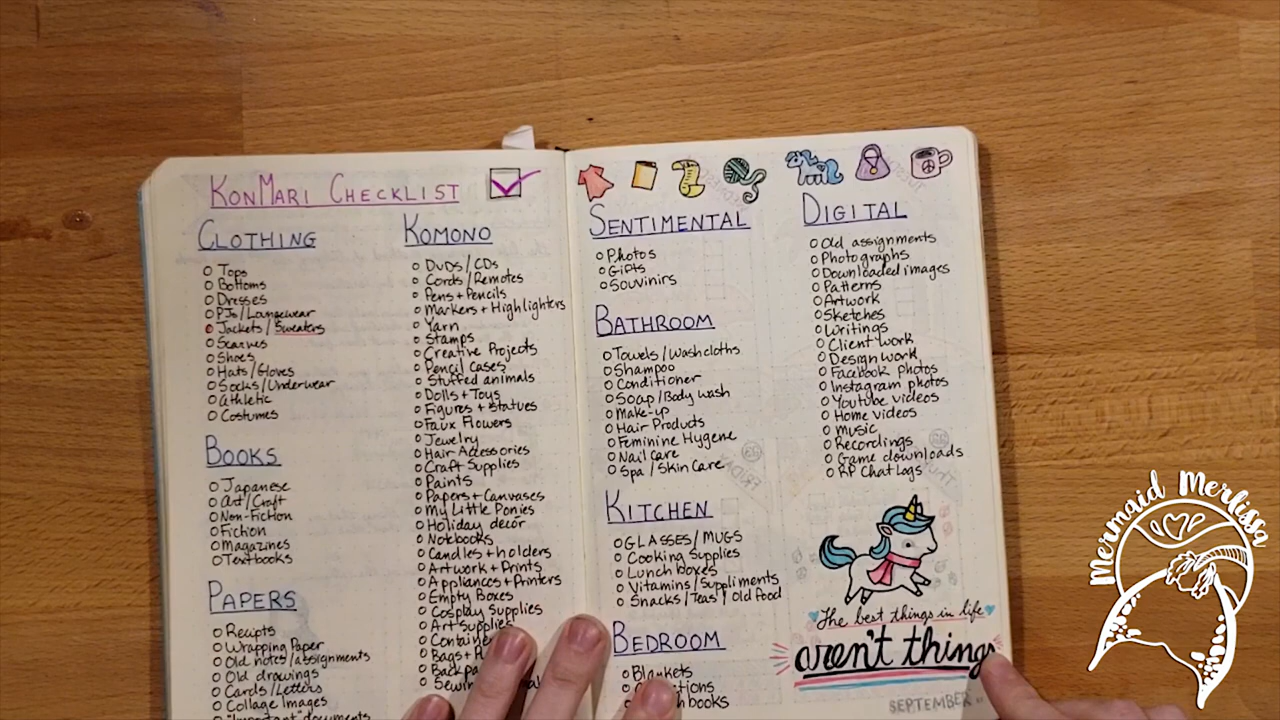 KONMARI CHECKLIST
CLOTHING
Tops
Bottoms
Dresses
PJs/Loungewear
Jackets/Sweaters
Scarves
Shoes
Hats/Gloves
Socks/Underwear
Athletic
Costumes
BOOKS
Japanese
Art/Craft
Non-Fiction
Fiction
Magazines
Textbooks
PAPERS
Recipts
Wrapping Paper
Old notes/assignments
Old drawings
Cards/Letters
Collage Images
"Important" documents
KOMONO
DVDs/CDs
Cords/Remotes
Pens+Pencils
Markers+Highlighters
Yarn
Stamps
Creative Projects
Pencil cases
Stuffed animals
Dolls+Toys
Figures+statues
Faux Flowers
Jewelry
Hair Accessories
Craft Supplies
Paints
Papers+Canvases
My Little Ponies
Holiday decor
Notebooks
Candles+holders
Artwork+Prints
Appliances+Printers
Empty Boxes
Cosplay Supplies
Art Supplies
SENTIMENTAL
Photos
Gifts
Souvinirs
BATHROOM
Towels/Washcloths
Shampoo
Conditioner
Soap/Body wash
Make-up
Hair Products
Feminine Hygene
Nail care
Spa/Skin Care
KITCHEN
GLASSES/MUGS
Cooking Supplies
Lunch boxes
Vitamins/Suppliments
Snacks/Teas/Old food
BEDROOM
Blankets
DIGITAL
Old assignments
Photographs
Downloaded images
Patterns
Artwork
Sketches
Writings
Client work
Design work
Facebook photos
Instagram photos
Youtube videos
Home videos
Music
Recordings
Game downloads
RP Chat Logs
The best things in life
aren't things
SEPTEMBER
Mermaid Merlissa